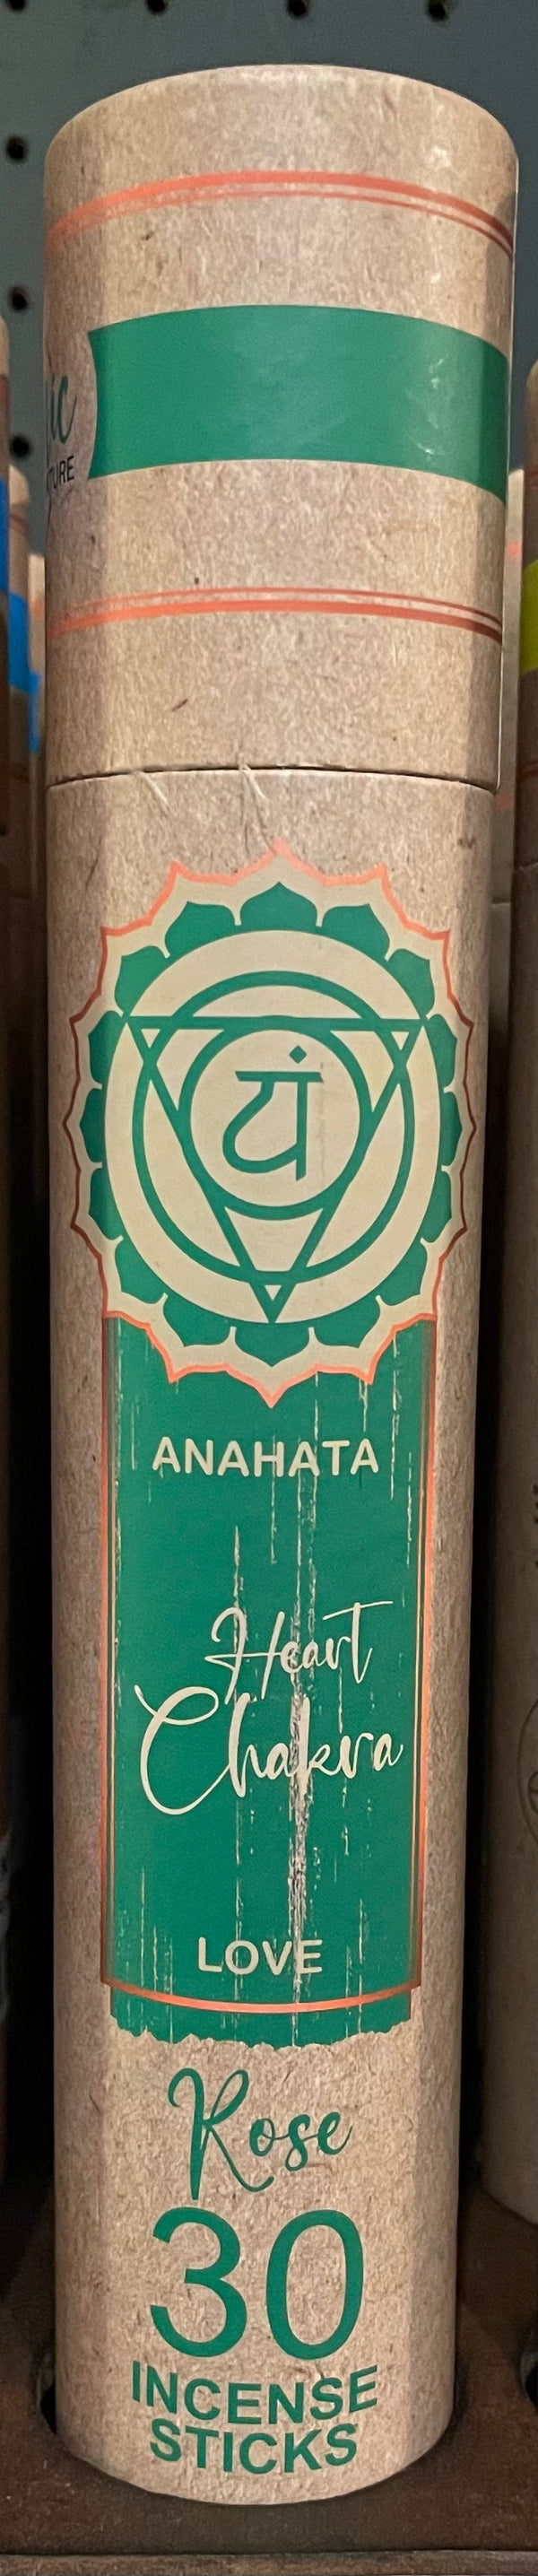 यं
ANAHATA
Heart
Chakra
LOVE
Rose
30
INCENSE
STICKS